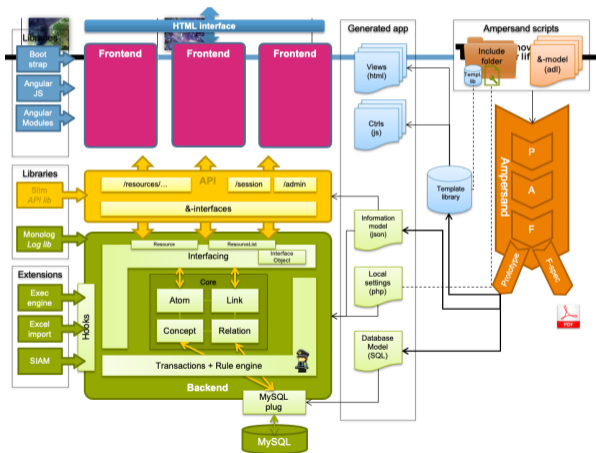 Libraries
HTML interface
Generated app
Ampersand scripts
Boot
strap
Angular
JS
Angular
Modules
Frontend
Frontend
Frontend
Views
(html)
Ctrls
(js)
Include
folder
Templ.
lib
&-model
(adl)
P
A
F
Ampersand
Prototype
F-spec
PDF
Template
library
Libraries
Slim
API lib
Monolog
Log lib
API
/resources/...
/session
/admin
&-interfaces
Information
model
(json)
Local
settings
(php)
Database
Model
(SQL)
Resource
ResourceList
Interfacing
Interface
Object
Extensions
Exec
engine
Excel
import
SIAM
Hooks
Core
Atom
Link
Concept
Relation
Transactions + Rule engine
Backend
MySQL
plug
MySQL